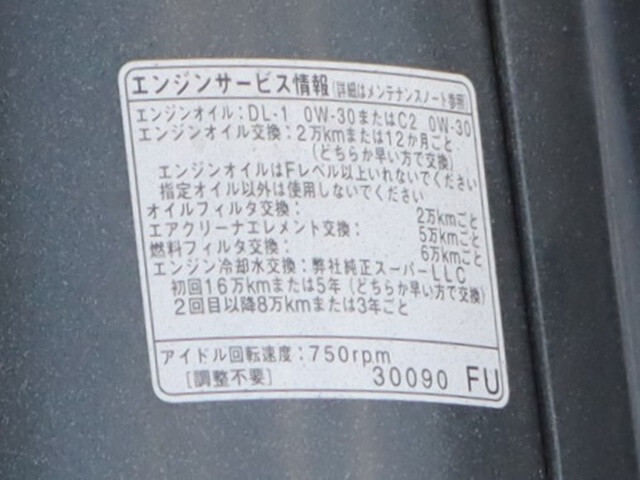 エンジンサービス情報(詳細はメンテナンスノート参照)
エンジンオイル:DL-1 0W-30またはC2 0W-30
エンジンオイル交換:2万kmまたは12か月ごと
(どちらか早い方で交換)
エンジンオイルはFレベル以上いれないでください
指定オイル以外は使用しないでください
オイルフィルタ交換: 2万kmごと
エアクリーナエレメント交換: 5万kmごと
燃料フィルタ交換: 6万kmごと
エンジン冷却水交換:弊社純正スーパーLLC
初回16万kmまたは5年(どちらか早い方で交換)
2回目以降8万kmまたは3年ごと
アイドル回転速度:750rpm
[調整不要] 30090 FU